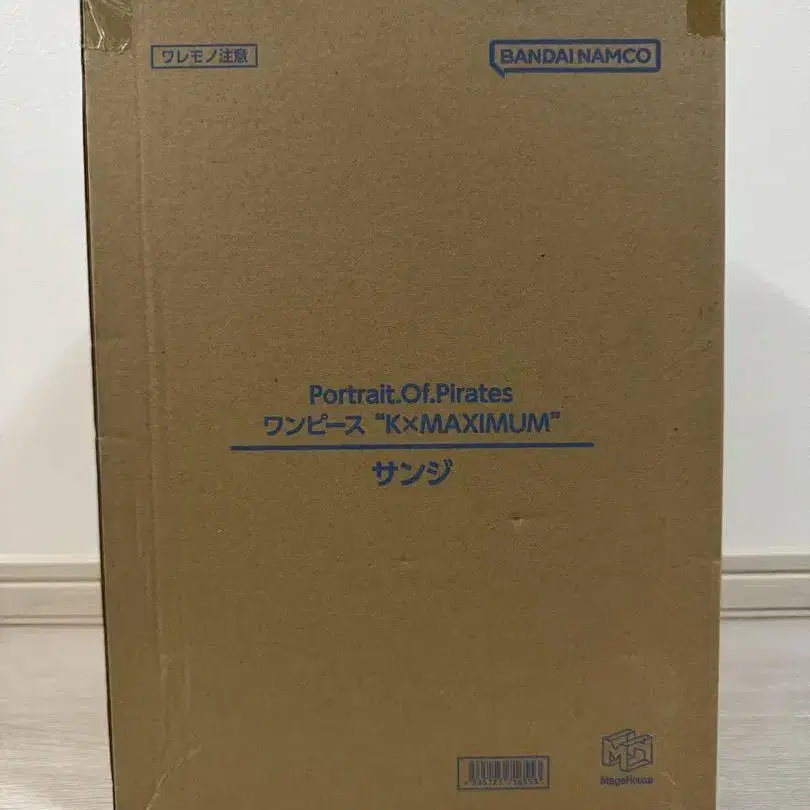 ワレモノ注意
BANDAI NAMCO
Portrait.Of.Pirates
ワンピース “K×MAXIMUM”
サンジ
MegaHouse